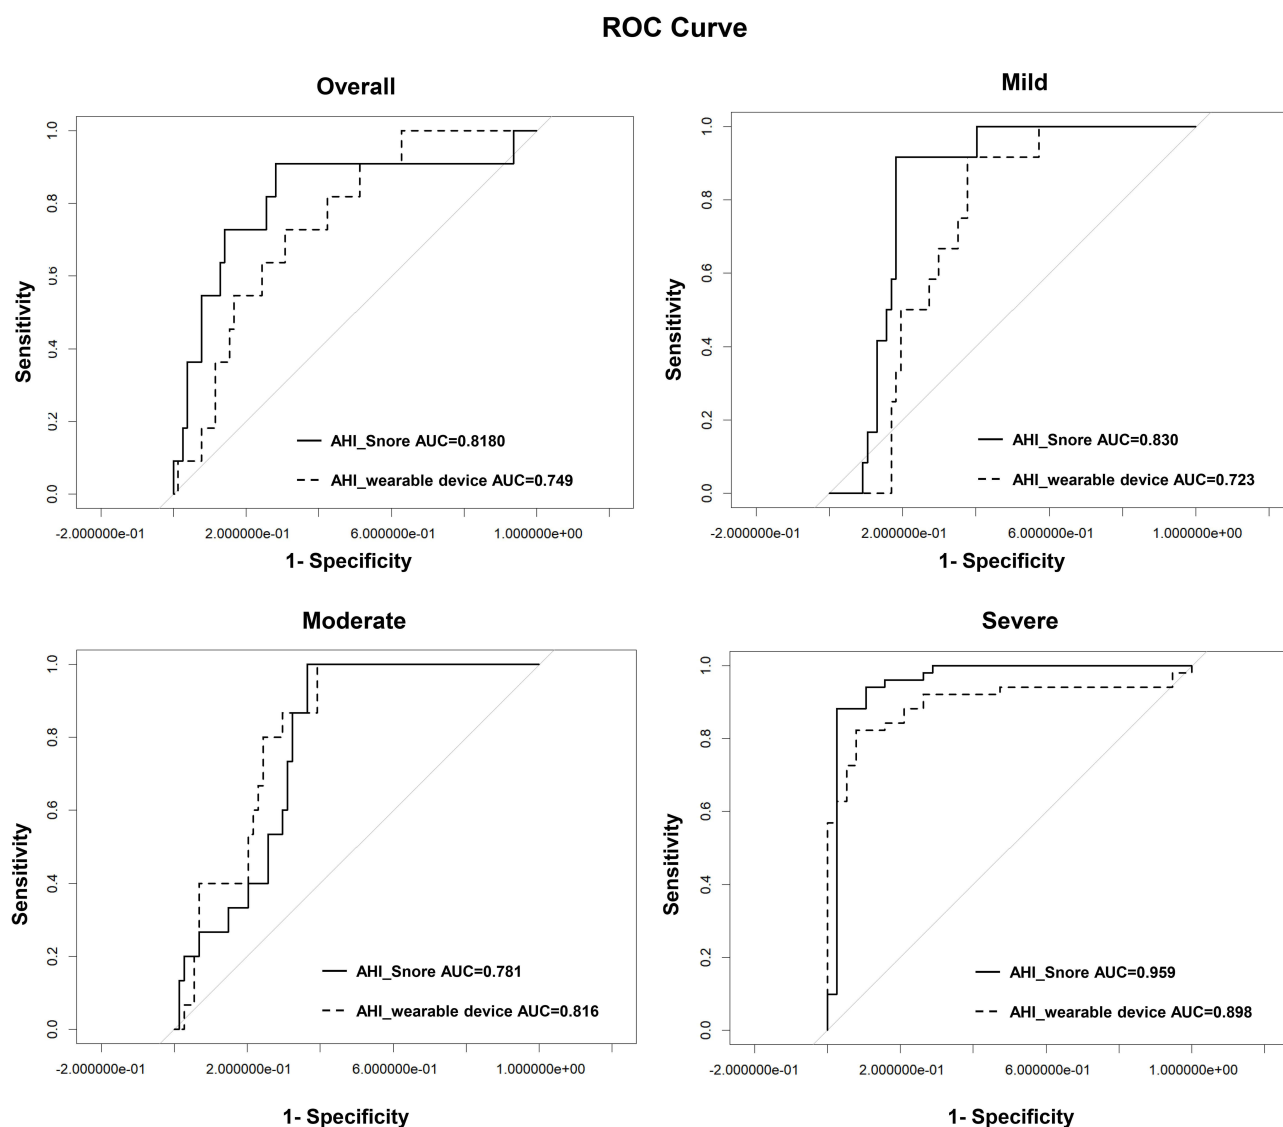 ROC Curve
Overall
Sensitivity
0.0 0.2 0.4 0.6 0.8 1.0
AHI_Snore AUC=0.8180
AHI_wearable device AUC=0.749
-2.000000e-01 2.000000e-01 6.000000e-01 1.000000e+00
1- Specificity
Mild
Sensitivity
0.0 0.2 0.4 0.6 0.8 1.0
AHI_Snore AUC=0.830
AHI_wearable device AUC=0.723
-2.000000e-01 2.000000e-01 6.000000e-01 1.000000e+00
1- Specificity
Moderate
Sensitivity
0.0 0.2 0.4 0.6 0.8 1.0
AHI_Snore AUC=0.781
AHI_wearable device AUC=0.816
-2.000000e-01 2.000000e-01 6.000000e-01 1.000000e+00
1- Specificity
Severe
Sensitivity
0.0 0.2 0.4 0.6 0.8 1.0
AHI_Snore AUC=0.959
AHI_wearable device AUC=0.898
-2.000000e-01 2.000000e-01 6.000000e-01 1.000000e+00
1- Specificity